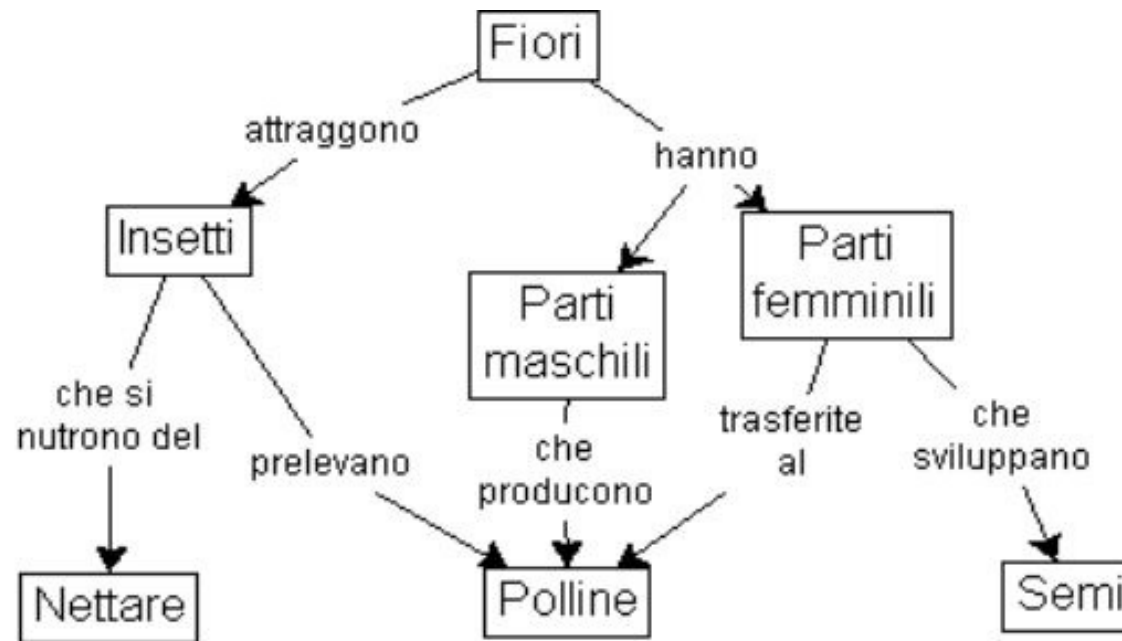 Fiori
attraggono
hanno
Insetti
Parti
femminili
Parti
maschili
che si
nutrono del
prelevano
che
producono
trasferite
al
che
sviluppano
Nettare
Polline
Semi